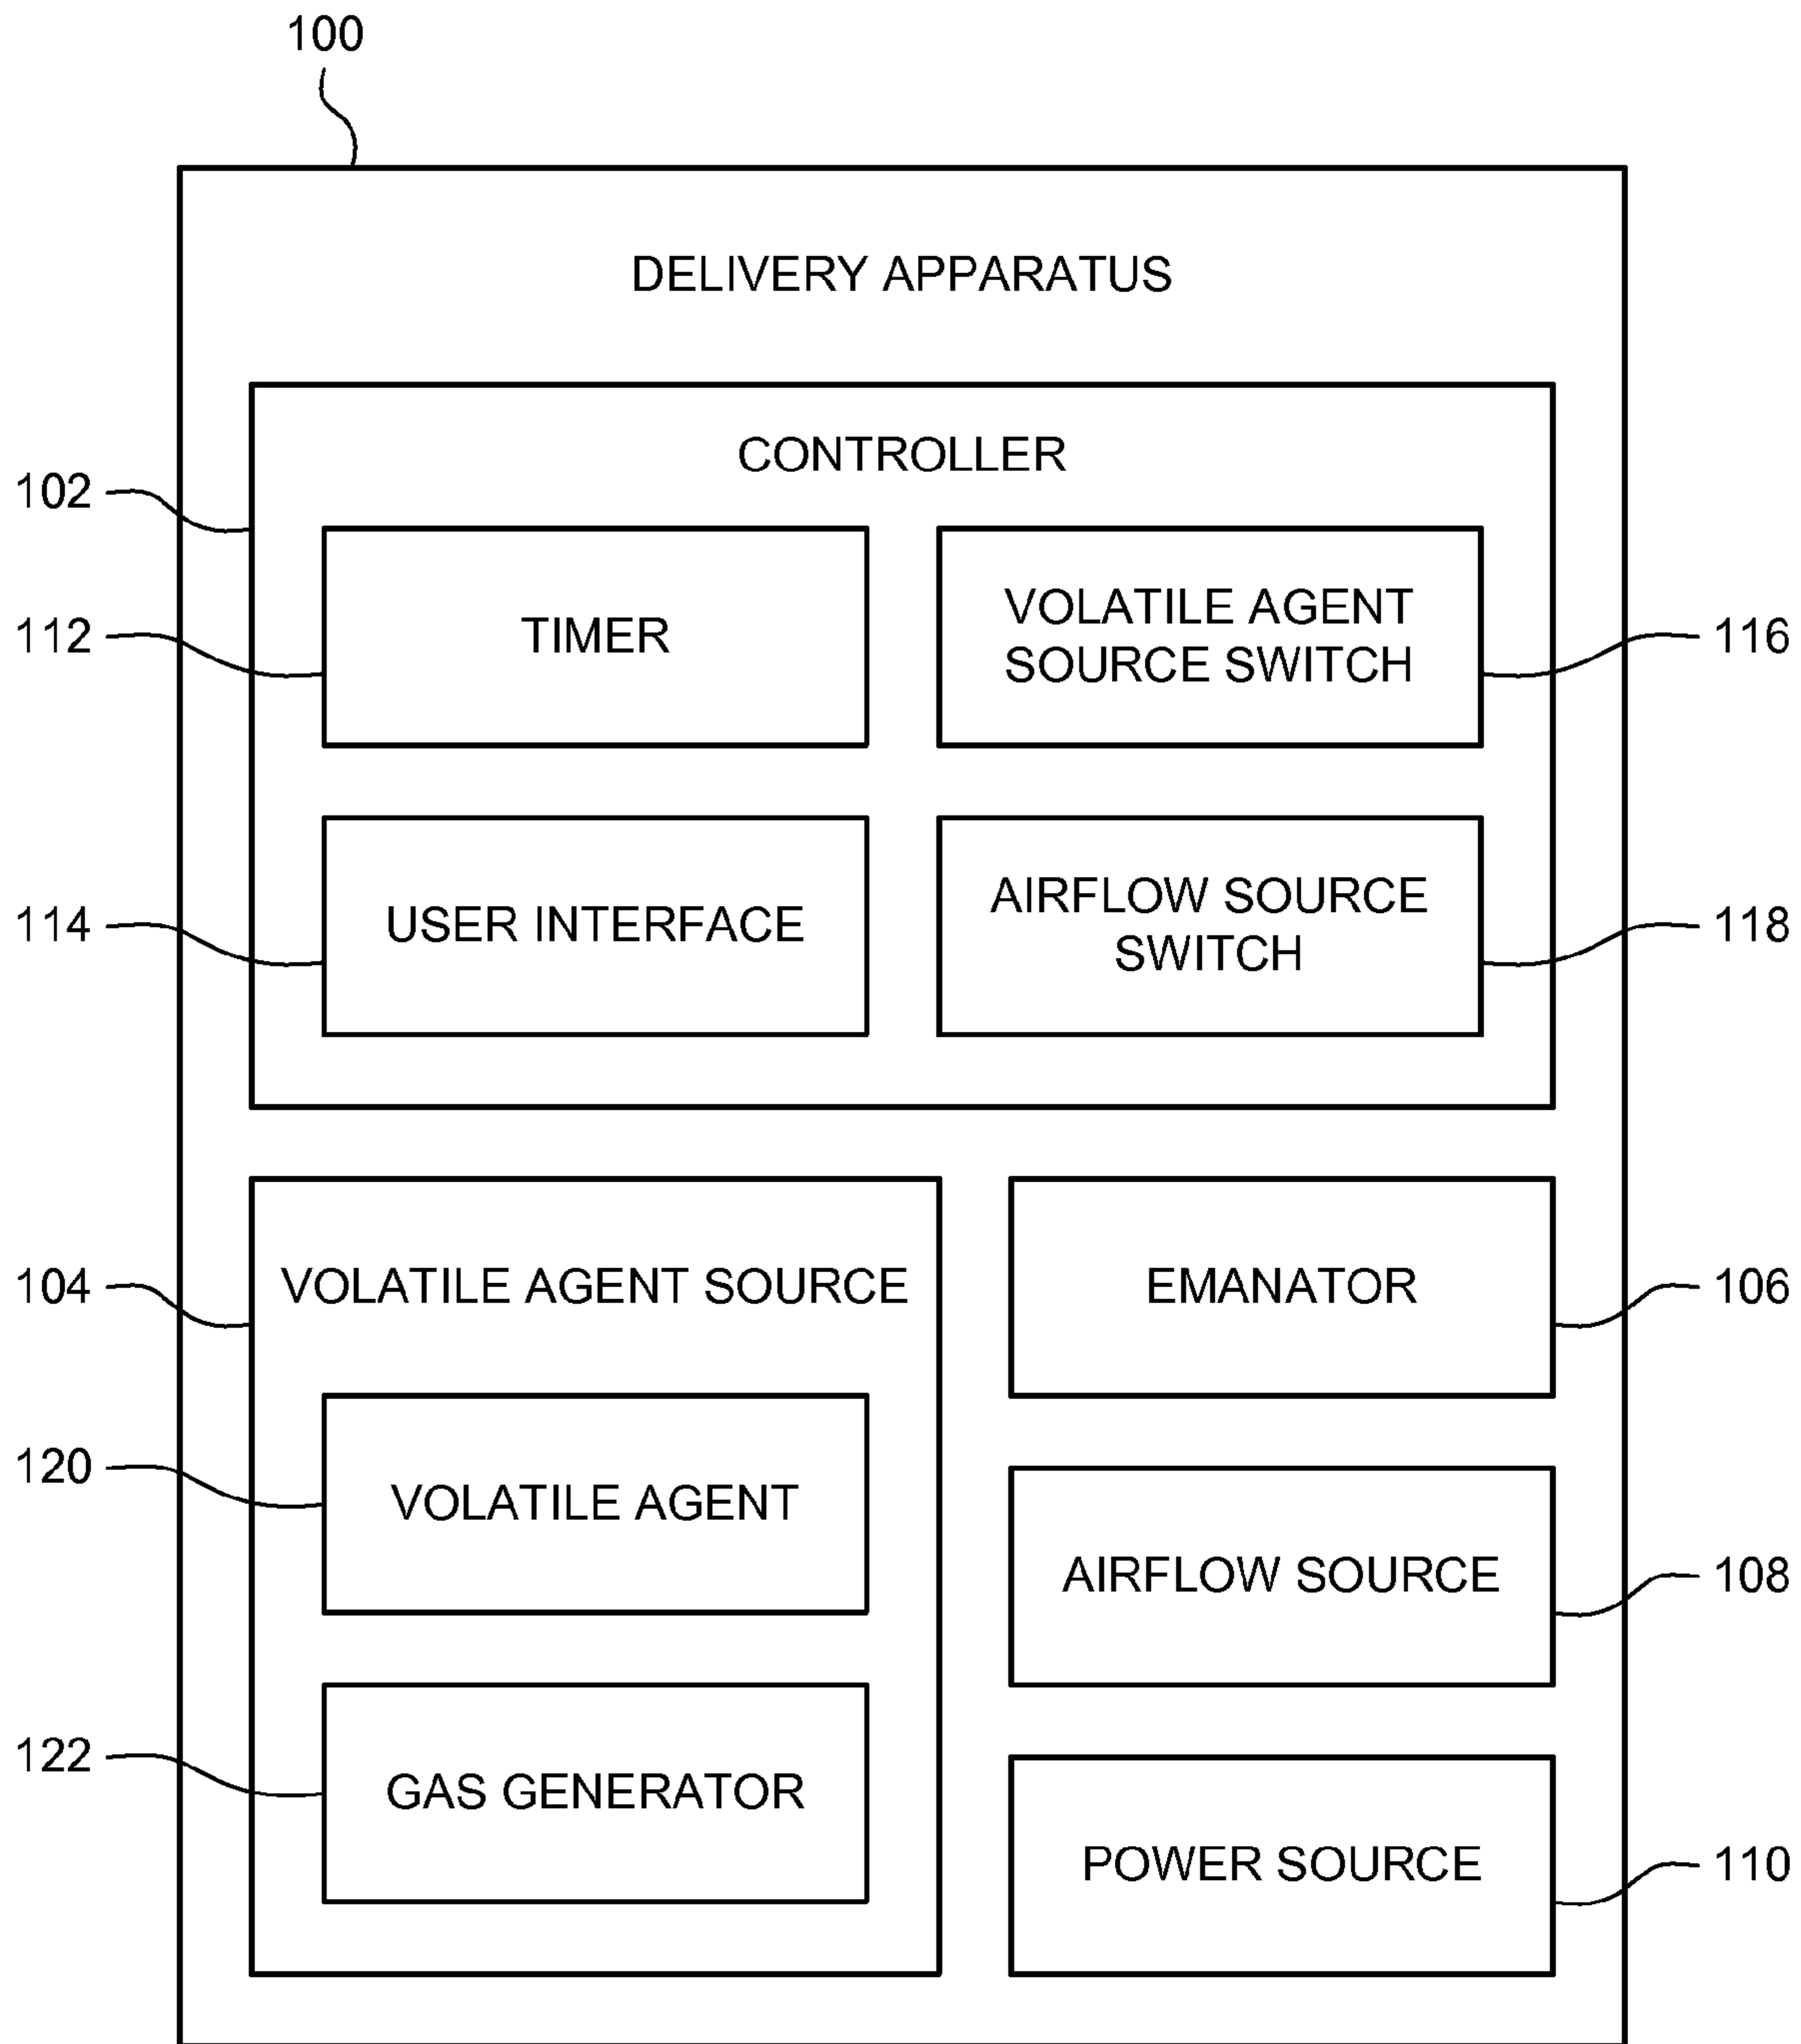 100
DELIVERY APPARATUS
CONTROLLER
102
112
TIMER
VOLATILE AGENT
SOURCE SWITCH
116
114
USER INTERFACE
AIRFLOW SOURCE
SWITCH
118
104
VOLATILE AGENT SOURCE
EMANATOR
106
120
VOLATILE AGENT
AIRFLOW SOURCE
108
122
GAS GENERATOR
POWER SOURCE
110